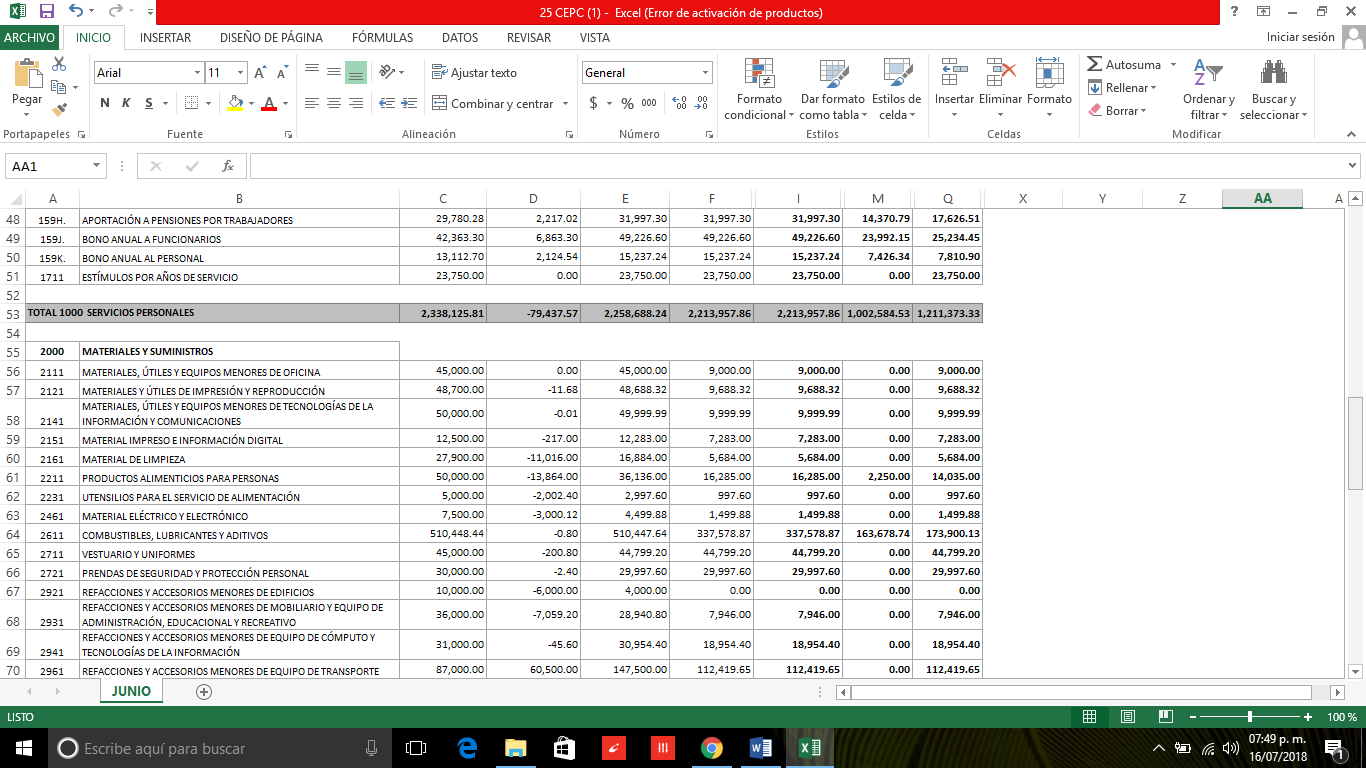 25 CEPC (1) - Excel (Error de activación de productos)
?
ARCHIVO INICIO INSERTAR DISEÑO DE PÁGINA FÓRMULAS DATOS REVISAR VISTA Iniciar sesión
Pegar
Arial 11
N K S
Ajustar texto
Combinar y centrar
General
$ % 000
Formato condicional
Dar formato como tabla
Estilos de celda
Insertar Eliminar Formato
Autosuma
Rellenar
Borrar
Ordenar y filtrar
Buscar y seleccionar
Portapapeles Fuente Alineación Número Estilos Celdas Modificar
AA1 fx
A B C D E F I M Q X Y Z AA A
48 159H. APORTACIÓN A PENSIONES POR TRABAJADORES 29,780.28 2,217.02 31,997.30 31,997.30 31,997.30 14,370.79 17,626.51
49 159J. BONO ANUAL A FUNCIONARIOS 42,363.30 6,863.30 49,226.60 49,226.60 49,226.60 23,992.15 25,234.45
50 159K. BONO ANUAL AL PERSONAL 13,112.70 2,124.54 15,237.24 15,237.24 15,237.24 7,426.34 7,810.90
51 1711 ESTÍMULOS POR AÑOS DE SERVICIO 23,750.00 0.00 23,750.00 23,750.00 23,750.00 0.00 23,750.00
52
53 TOTAL 1000 SERVICIOS PERSONALES 2,338,125.81 -79,437.57 2,258,688.24 2,213,957.86 2,213,957.86 1,002,584.53 1,211,373.33
54
55 2000 MATERIALES Y SUMINISTROS
56 2111 MATERIALES, ÚTILES Y EQUIPOS MENORES DE OFICINA 45,000.00 0.00 45,000.00 9,000.00 9,000.00 0.00 9,000.00
57 2121 MATERIALES Y ÚTILES DE IMPRESIÓN Y REPRODUCCIÓN 48,700.00 -11.68 48,688.32 9,688.32 9,688.32 0.00 9,688.32
MATERIALES, ÚTILES Y EQUIPOS MENORES DE TECNOLOGÍAS DE LA
58 2141 INFORMACIÓN Y COMUNICACIONES 50,000.00 -0.01 49,999.99 9,999.99 9,999.99 0.00 9,999.99
59 2151 MATERIAL IMPRESO E INFORMACIÓN DIGITAL 12,500.00 -217.00 12,283.00 7,283.00 7,283.00 0.00 7,283.00
60 2161 MATERIAL DE LIMPIEZA 27,900.00 -11,016.00 16,884.00 5,684.00 5,684.00 0.00 5,684.00
61 2211 PRODUCTOS ALIMENTICIOS PARA PERSONAS 50,000.00 -13,864.00 36,136.00 16,285.00 16,285.00 2,250.00 14,035.00
62 2231 UTENSILIOS PARA EL SERVICIO DE ALIMENTACIÓN 5,000.00 -2,002.40 2,997.60 997.60 997.60 0.00 997.60
63 2461 MATERIAL ELÉCTRICO Y ELECTRÓNICO 7,500.00 -3,000.12 4,499.88 1,499.88 1,499.88 0.00 1,499.88
64 2611 COMBUSTIBLES, LUBRICANTES Y ADITIVOS 510,448.44 -0.80 510,447.64 337,578.87 337,578.87 163,678.74 173,900.13
65 2711 VESTUARIO Y UNIFORMES 45,000.00 -200.80 44,799.20 44,799.20 44,799.20 0.00 44,799.20
66 2721 PRENDAS DE SEGURIDAD Y PROTECCIÓN PERSONAL 30,000.00 -2.40 29,997.60 29,997.60 29,997.60 0.00 29,997.60
67 2921 REFACCIONES Y ACCESORIOS MENORES DE EDIFICIOS 10,000.00 -6,000.00 4,000.00 0.00 0.00 0.00 0.00
REFACCIONES Y ACCESORIOS MENORES DE MOBILIARIO Y EQUIPO DE
68 2931 ADMINISTRACIÓN, EDUCACIONAL Y RECREATIVO 36,000.00 -7,059.20 28,940.80 7,946.00 7,946.00 0.00 7,946.00
REFACCIONES Y ACCESORIOS MENORES DE EQUIPO DE CÓMPUTO Y
69 2941 TECNOLOGÍAS DE LA INFORMACIÓN 31,000.00 -45.60 30,954.40 18,954.40 18,954.40 0.00 18,954.40
70 2961 REFACCIONES Y ACCESORIOS MENORES DE EQUIPO DE TRANSPORTE 87,000.00 60,500.00 147,500.00 112,419.65 112,419.65 0.00 112,419.65
JUNIO
LISTO 100 %
Escribe aquí para buscar
07:49 p. m.
16/07/2018
1